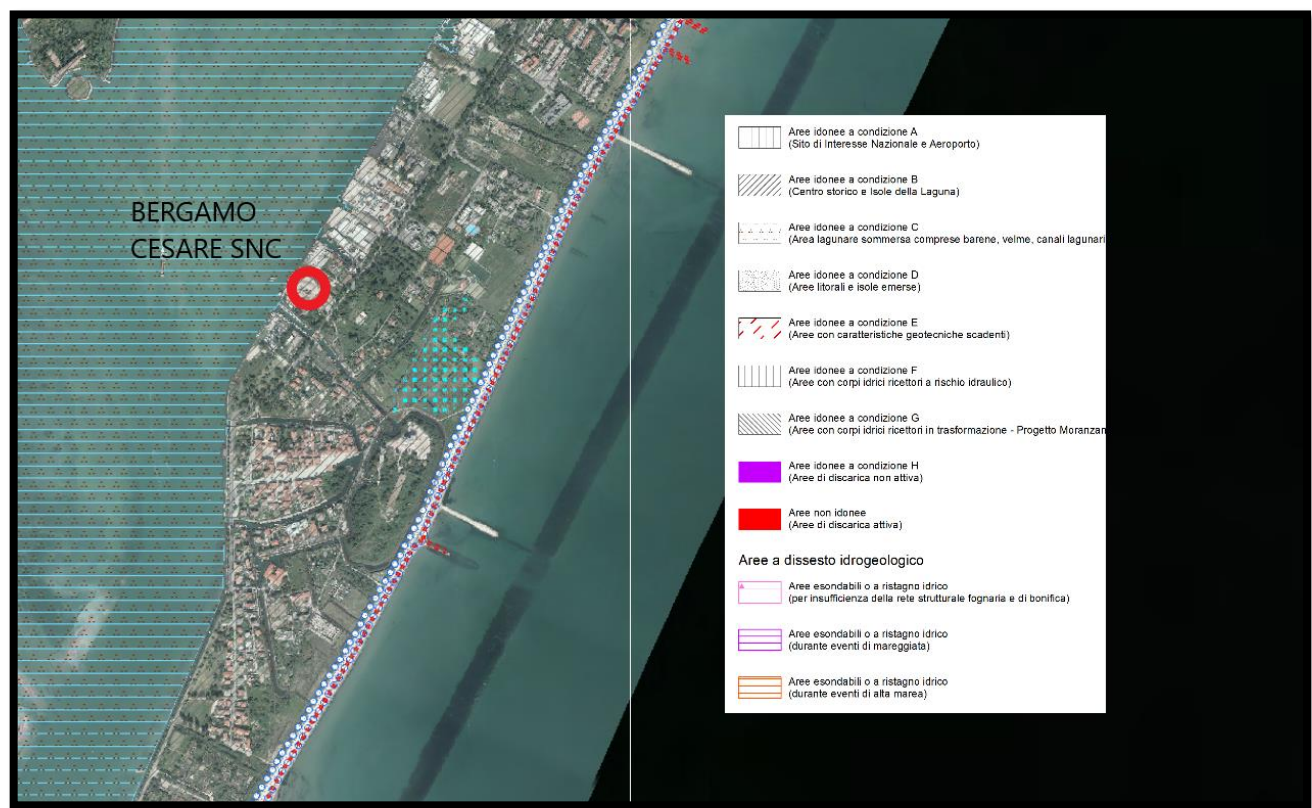 BERGAMO
CESARE SNC
Aree idonee a condizione A
(Sito di Interesse Nazionale e Aeroporto)
Aree idonee a condizione B
(Centro storico e Isole della Laguna)
Aree idonee a condizione C
(Area lagunare sommersa comprese barene, velme, canali lagunari
Aree idonee a condizione D
(Aree litorali e isole emerse)
Aree idonee a condizione E
(Aree con caratteristiche geotecniche scadenti)
Aree idonee a condizione F
(Aree con corpi idrici ricettori a rischio idraulico)
Aree idonee a condizione G
(Aree con corpi idrici ricettori in trasformazione - Progetto Moranzan
Aree idonee a condizione H
(Aree di discarica non attiva)
Aree non idonee
(Aree di discarica attiva)
Aree a dissesto idrogeologico
Aree esondabili o a ristagno idrico
(per insufficienza della rete strutturale fognaria e di bonifica)
Aree esondabili o a ristagno idrico
(durante eventi di mareggiata)
Aree esondabili o a ristagno idrico
(durante eventi di alta marea)